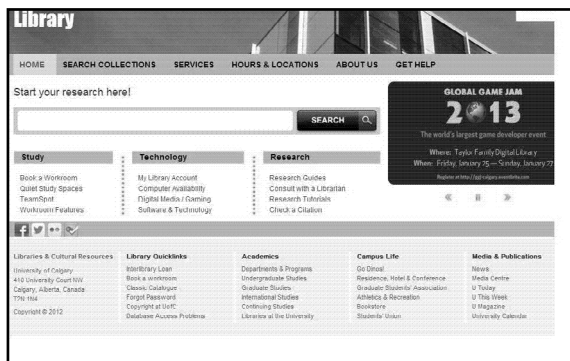 Library
HOME SEARCH COLLECTIONS SERVICES HOURS & LOCATIONS ABOUT US GET HELP
Start your research here!
SEARCH
GLOBAL GAME JAM
2013
The world's largest game developer event
Where: Taylor Family Digital Library
When: Friday, January 25 — Sunday, January 27
Register at http://ggj-calgary.eventbrite.com
Study
Book a Workroom
Quiet Study Spaces
TeamSpot
Workroom Features
Technology
My Library Account
Computer Availability
Digital Media / Gaming
Software & Technology
Research
Research Guides
Consult with a Librarian
Research Tutorials
Check a Citation
Libraries & Cultural Resources
University of Calgary
410 University Court NW
Calgary, Alberta, Canada
T2N 1N4
Copyright © 2012
Library Quicklinks
Interlibrary Loan
Book a workroom
Classic Catalogue
Forgot Password
Copyright at UofC
Database Access Problems
Academics
Departments & Programs
Undergraduate Studies
Graduate Studies
International Studies
Continuing Studies
Libraries at the University
Campus Life
Go Dinos!
Residence, Hotel & Conference
Graduate Students' Association
Athletics & Recreation
Bookstore
Students' Union
Media & Publications
News
Media Centre
U Today
U This Week
U Magazine
University Calendar